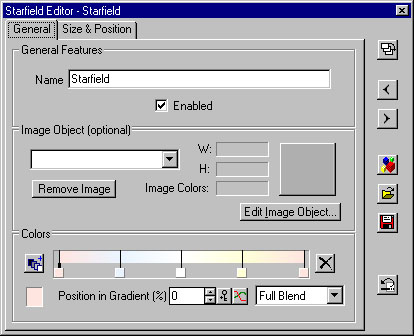 Starfield Editor - Starfield
General Size & Position
General Features
Name Starfield
Enabled
Image Object (optional)
W:
H:
Remove Image Image Colors:
Edit Image Object...
Colors
Position in Gradient (%) 0 Full Blend